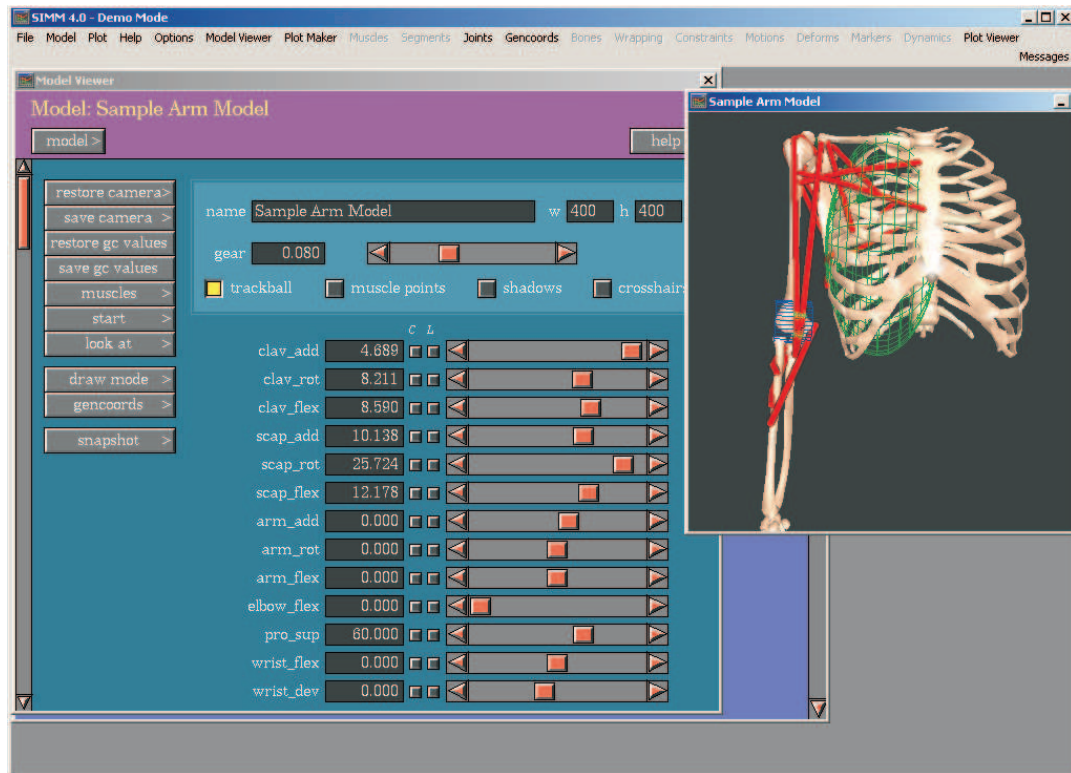 SIMM 4.0 - Demo Mode
File Model Plot Help Options Model Viewer Plot Maker Muscles Segments Joints Gencoords Bones Wrapping Constraints Motions Deforms Markers Dynamics Plot Viewer
Messages
Model Viewer
Model: Sample Arm Model
model >
help
restore camera>
save camera >
restore gc values
save gc values
muscles >
start >
look at >
draw mode >
gencoords >
snapshot >
name Sample Arm Model w 400 h 400
gear 0.080
trackball muscle points shadows crosshairs
C L
clav_add 4.689
clav_rot 8.211
clav_flex 8.590
scap_add 10.138
scap_rot 25.724
scap_flex 12.178
arm_add 0.000
arm_rot 0.000
arm_flex 0.000
elbow_flex 0.000
pro_sup 60.000
wrist_flex 0.000
wrist_dev 0.000
Sample Arm Model